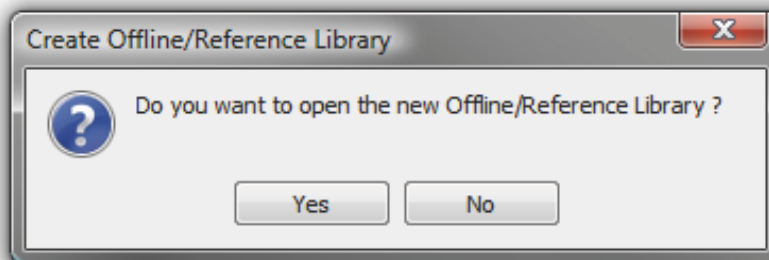 Create Offline/Reference Library
Do you want to open the new Offline/Reference Library ?
Yes
No